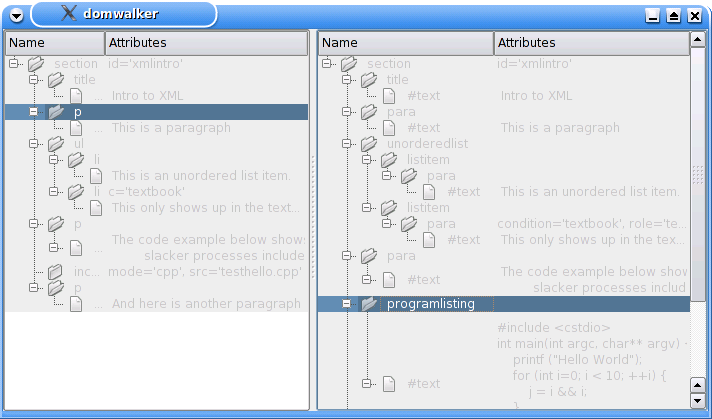 domwalker
Name Attributes
section id='xmlintro'
title
... Intro to XML
p
... This is a paragraph
ul
li
... This is an unordered list item.
li c='textbook'
... This only shows up in the text...
p
The code example below show
... slacker processes include
inc... mode='cpp', src='testhello.cpp'
p
... And here is another paragraph
Name Attributes
section id='xmlintro'
title
#text Intro to XML
para
#text This is a paragraph
unorderedlist
listitem
para
#text This is an unordered list item.
listitem
para condition='textbook', role='te...
#text This only shows up in the tex...
para
The code example below show
#text slacker processes includ
programlisting
#include <cstdio>
int main(int argc, char** argv) {
printf ("Hello World");
for (int i=0; i < 10; ++i) {
#text j = i && i;
}